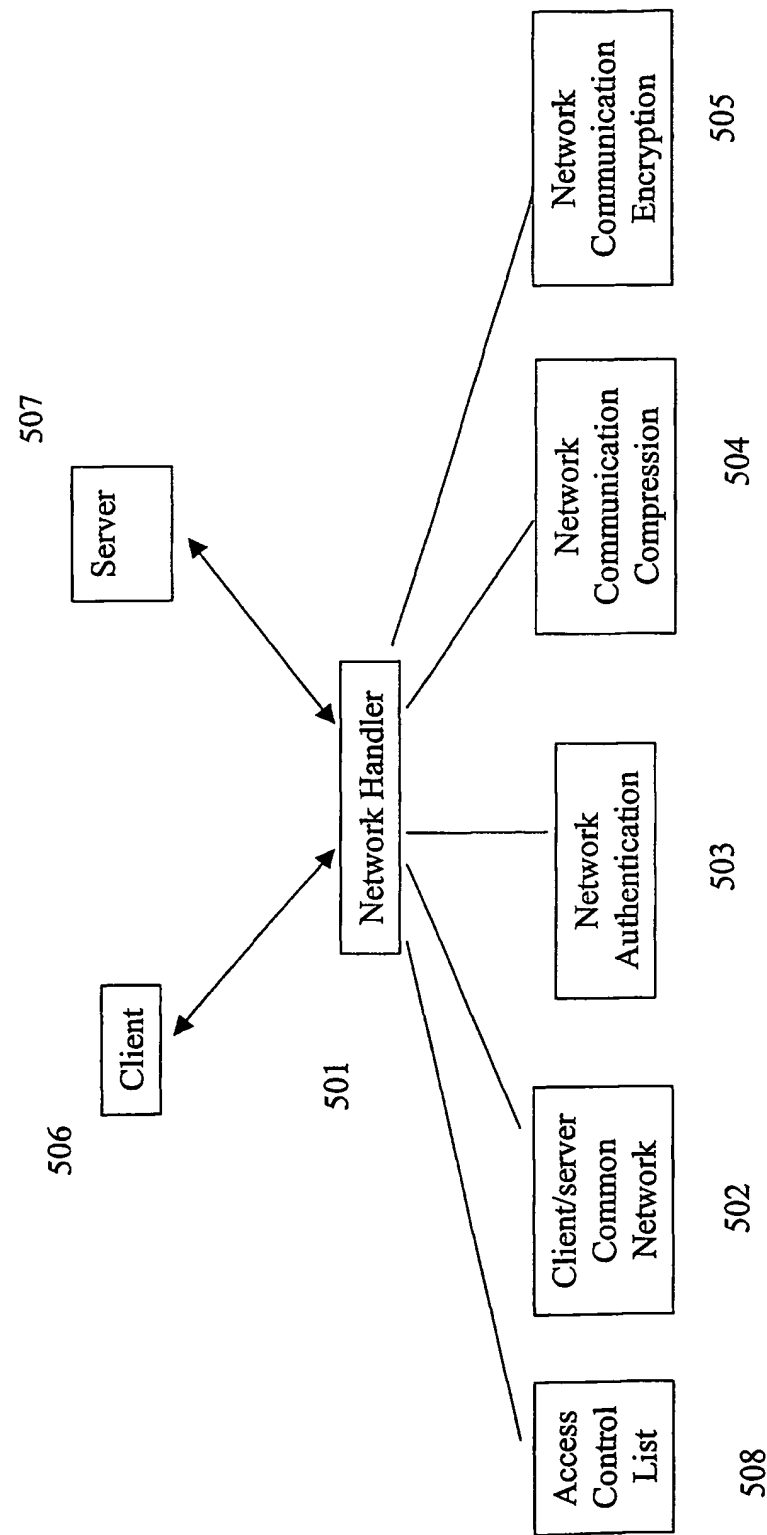 507
Server
506
Client
Network Handler
501
Access
Control
List
508
Client/server
Common
Network
502
Network
Authentication
503
Network
Communication
Compression
504
Network
Communication
Encryption
505